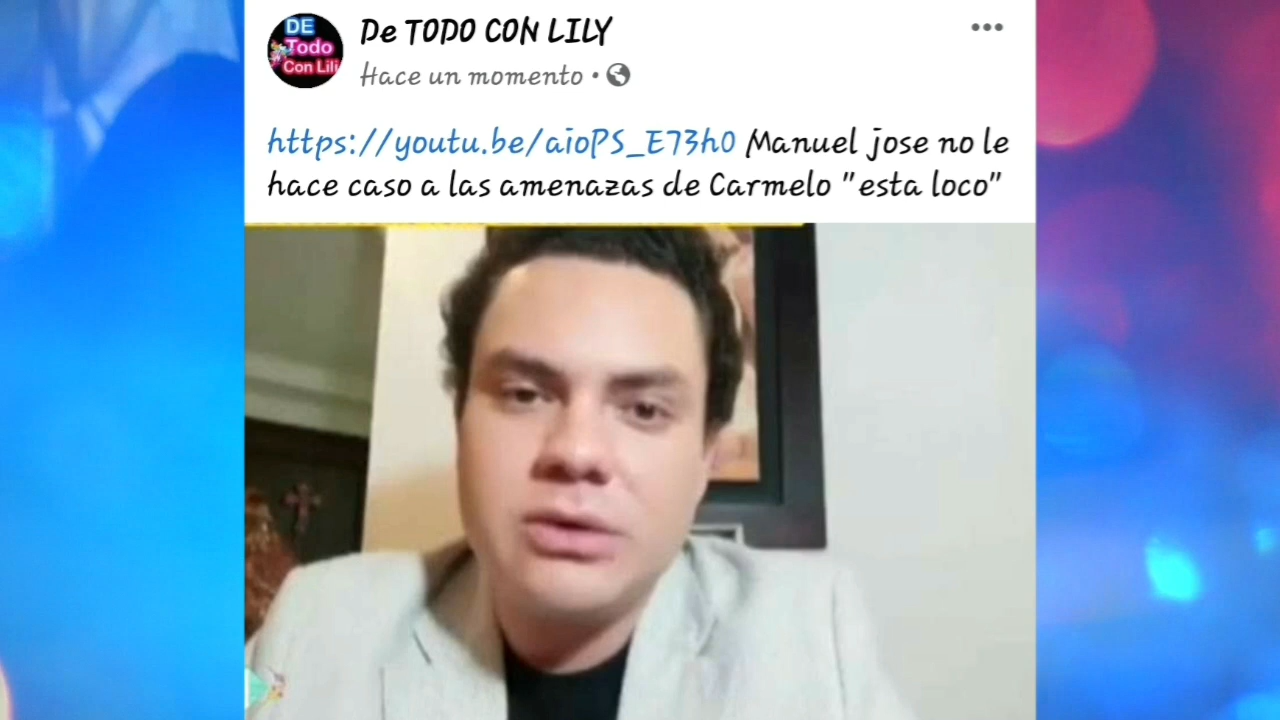 DE
Todo
Con Lili
De TODO CON LILY
Hace un momento •
https://youtu.be/aioPS_E73h0 Manuel jose no le
hace caso a las amenazas de Carmelo "esta loco"